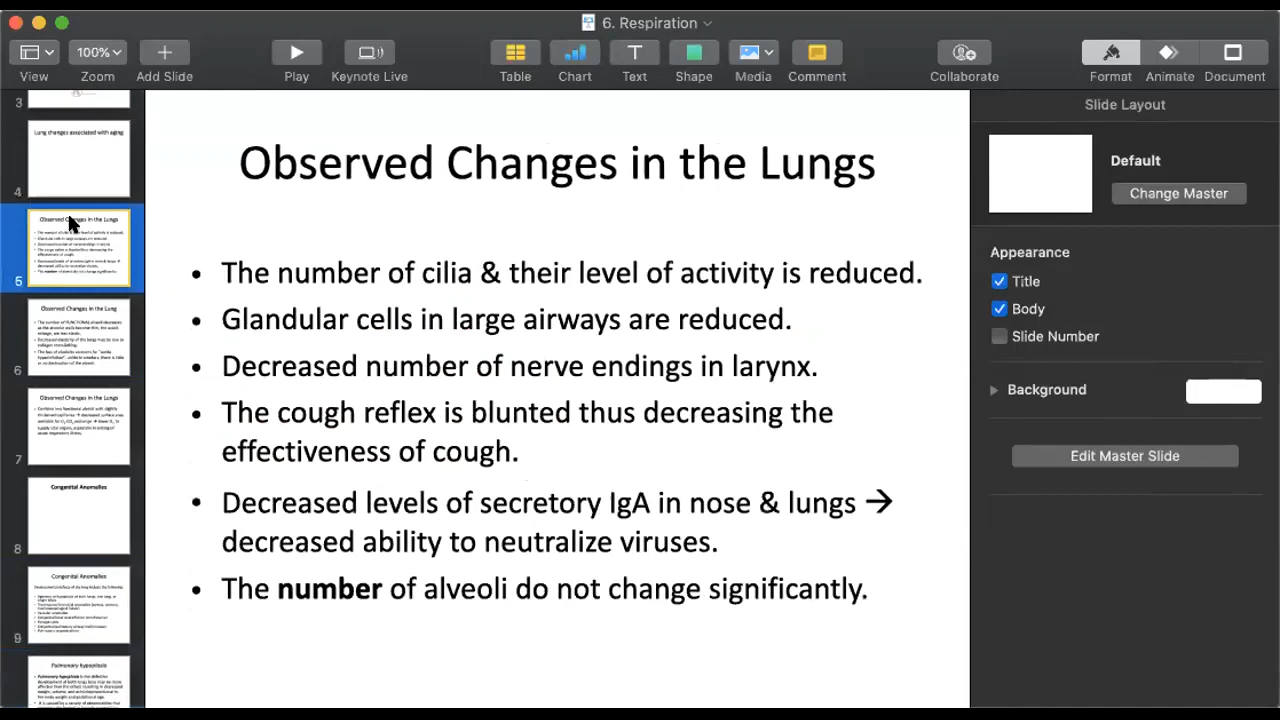 6. Respiration
100%
View
Zoom
Add Slide
Play
Keynote Live
Table
Chart
Text
Shape
Media
Comment
Collaborate
Format
Animate
Document
3
Lung changes associated with aging
4
Observed Changes in the Lungs
5
Observed Changes in the Lung
6
Observed Changes in the Lungs
7
Congenital Anomalies
8
Congenital Anomalies
9
Pulmonary hypoplasia
Observed Changes in the Lungs
• The number of cilia & their level of activity is reduced.
• Glandular cells in large airways are reduced.
• Decreased number of nerve endings in larynx.
• The cough reflex is blunted thus decreasing the
effectiveness of cough.
• Decreased levels of secretory IgA in nose & lungs →
decreased ability to neutralize viruses.
• The number of alveoli do not change significantly.
Slide Layout
Default
Change Master
Appearance
Title
Body
Slide Number
Background
Edit Master Slide